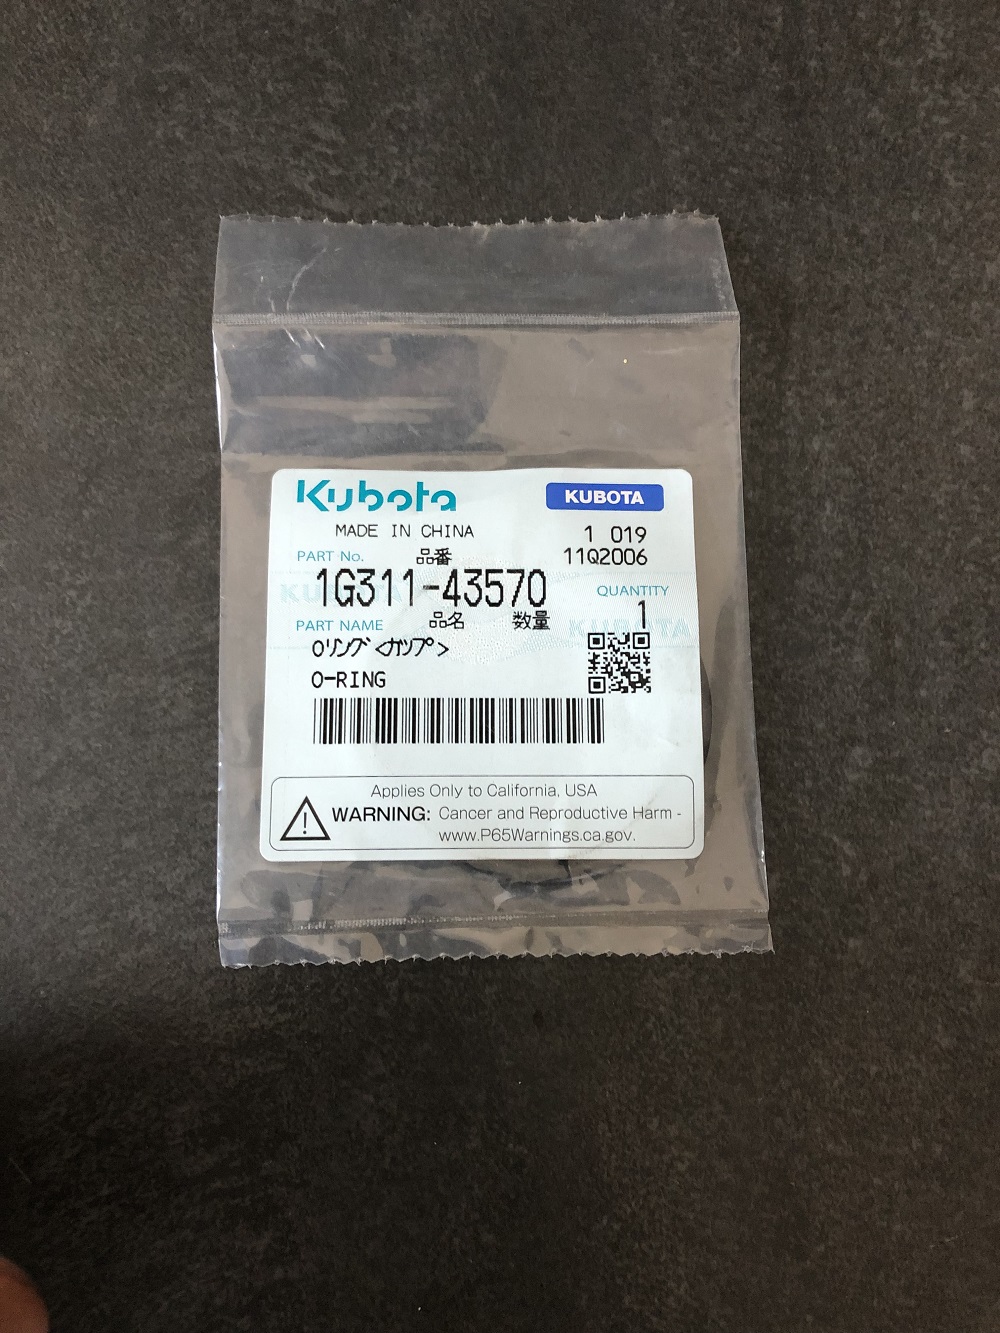 Kubota KUBOTA
MADE IN CHINA 1 019
PART No. 品番 11Q2006
1G311-43570 QUANTITY
PART NAME 品名 数量 1
Oリング<カップ>
O-RING
KUBOTA
KUBOTA
Applies Only to California, USA
WARNING: Cancer and Reproductive Harm -
www.P65Warnings.ca.gov.